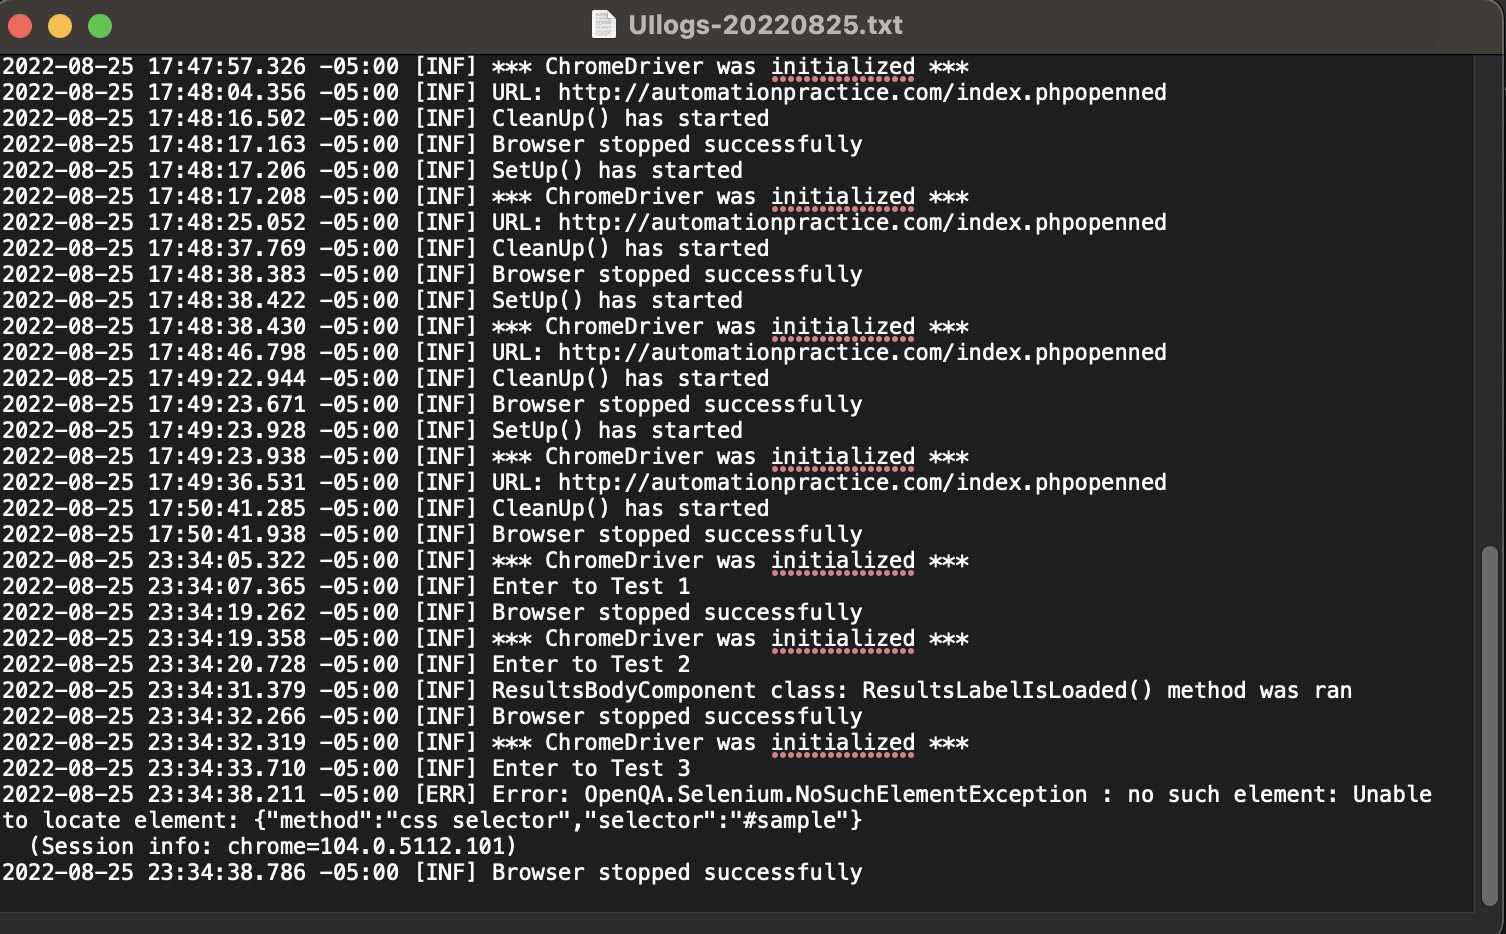 UIlogs-20220825.txt
2022-08-25 17:47:57.326 -05:00 [INF] *** ChromeDriver was initialized ***
2022-08-25 17:48:04.356 -05:00 [INF] URL: http://automationpractice.com/index.phpopenned
2022-08-25 17:48:16.502 -05:00 [INF] CleanUp() has started
2022-08-25 17:48:17.163 -05:00 [INF] Browser stopped successfully
2022-08-25 17:48:17.206 -05:00 [INF] SetUp() has started
2022-08-25 17:48:17.208 -05:00 [INF] *** ChromeDriver was initialized ***
2022-08-25 17:48:25.052 -05:00 [INF] URL: http://automationpractice.com/index.phpopenned
2022-08-25 17:48:37.769 -05:00 [INF] CleanUp() has started
2022-08-25 17:48:38.383 -05:00 [INF] Browser stopped successfully
2022-08-25 17:48:38.422 -05:00 [INF] SetUp() has started
2022-08-25 17:48:38.430 -05:00 [INF] *** ChromeDriver was initialized ***
2022-08-25 17:48:46.798 -05:00 [INF] URL: http://automationpractice.com/index.phpopenned
2022-08-25 17:49:22.944 -05:00 [INF] CleanUp() has started
2022-08-25 17:49:23.671 -05:00 [INF] Browser stopped successfully
2022-08-25 17:49:23.928 -05:00 [INF] SetUp() has started
2022-08-25 17:49:23.938 -05:00 [INF] *** ChromeDriver was initialized ***
2022-08-25 17:49:36.531 -05:00 [INF] URL: http://automationpractice.com/index.phpopenned
2022-08-25 17:50:41.285 -05:00 [INF] CleanUp() has started
2022-08-25 17:50:41.938 -05:00 [INF] Browser stopped successfully
2022-08-25 23:34:05.322 -05:00 [INF] *** ChromeDriver was initialized ***
2022-08-25 23:34:07.365 -05:00 [INF] Enter to Test 1
2022-08-25 23:34:19.262 -05:00 [INF] Browser stopped successfully
2022-08-25 23:34:19.358 -05:00 [INF] *** ChromeDriver was initialized ***
2022-08-25 23:34:20.728 -05:00 [INF] Enter to Test 2
2022-08-25 23:34:31.379 -05:00 [INF] ResultsBodyComponent class: ResultsLabelIsLoaded() method was ran
2022-08-25 23:34:32.266 -05:00 [INF] Browser stopped successfully
2022-08-25 23:34:32.319 -05:00 [INF] *** ChromeDriver was initialized ***
2022-08-25 23:34:33.710 -05:00 [INF] Enter to Test 3
2022-08-25 23:34:38.211 -05:00 [ERR] Error: OpenQA.Selenium.NoSuchElementException : no such element: Unable
to locate element: {"method":"css selector","selector":"#sample"}
  (Session info: chrome=104.0.5112.101)
2022-08-25 23:34:38.786 -05:00 [INF] Browser stopped successfully